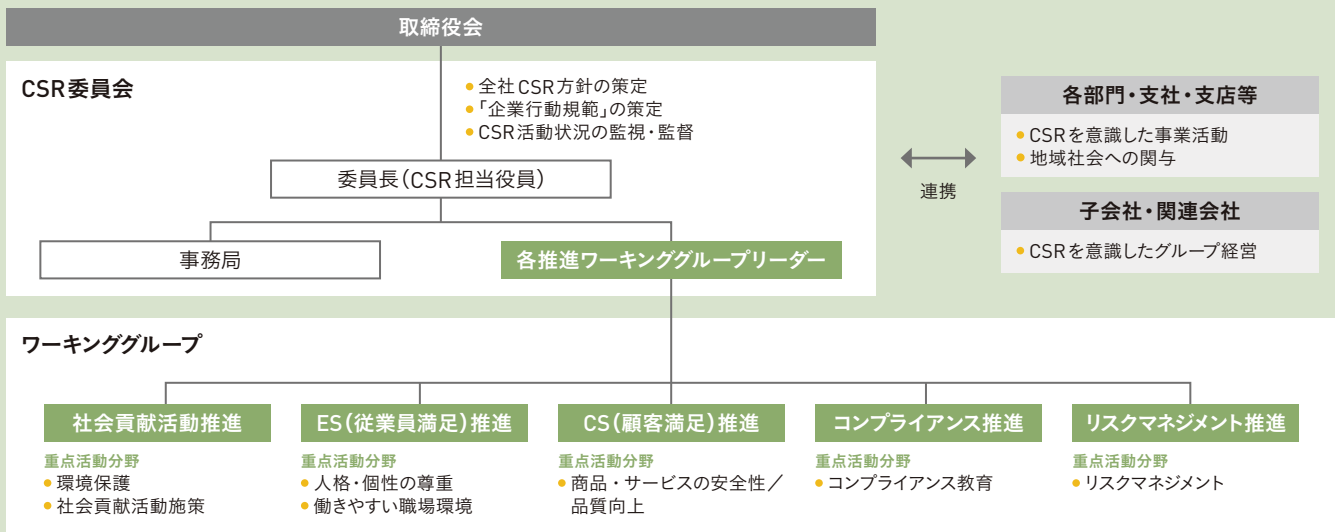 取締役会
CSR委員会
● 全社CSR方針の策定
● 「企業行動規範」の策定
● CSR活動状況の監視・監督
委員長(CSR担当役員)
事務局
各推進ワーキンググループリーダー
連携
各部門・支社・支店等
● CSRを意識した事業活動
● 地域社会への関与
子会社・関連会社
● CSRを意識したグループ経営
ワーキンググループ
社会貢献活動推進
重点活動分野
● 環境保護
● 社会貢献活動施策
ES(従業員満足)推進
重点活動分野
● 人格・個性の尊重
● 働きやすい職場環境
CS(顧客満足)推進
重点活動分野
● 商品・サービスの安全性/
品質向上
コンプライアンス推進
重点活動分野
● コンプライアンス教育
リスクマネジメント推進
重点活動分野
● リスクマネジメント